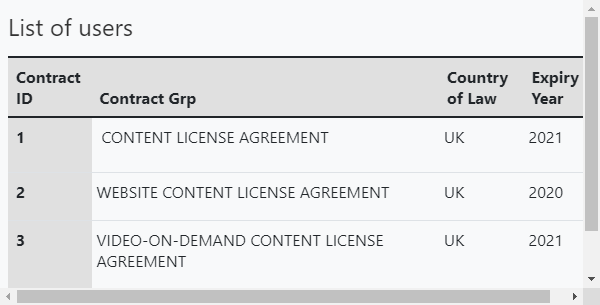 List of users
Contract ID Contract Grp Country of Law Expiry Year
1 CONTENT LICENSE AGREEMENT UK 2021
2 WEBSITE CONTENT LICENSE AGREEMENT UK 2020
3 VIDEO-ON-DEMAND CONTENT LICENSE AGREEMENT UK 2021